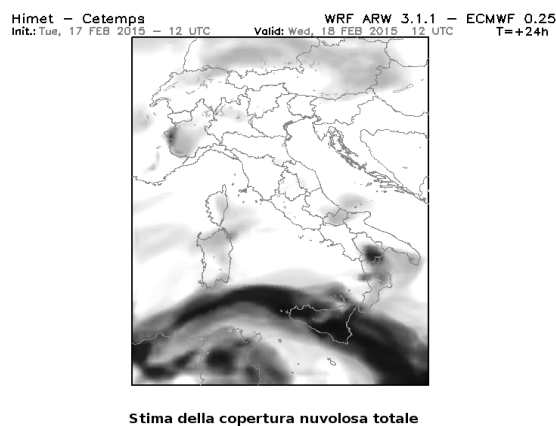 Himet – Cetemps WRF ARW 3.1.1 – ECMWF 0.25
Init.: Tue, 17 FEB 2015 – 12 UTC Valid: Wed, 18 FEB 2015 12 UTC T=+24h
Stima della copertura nuvolosa totale